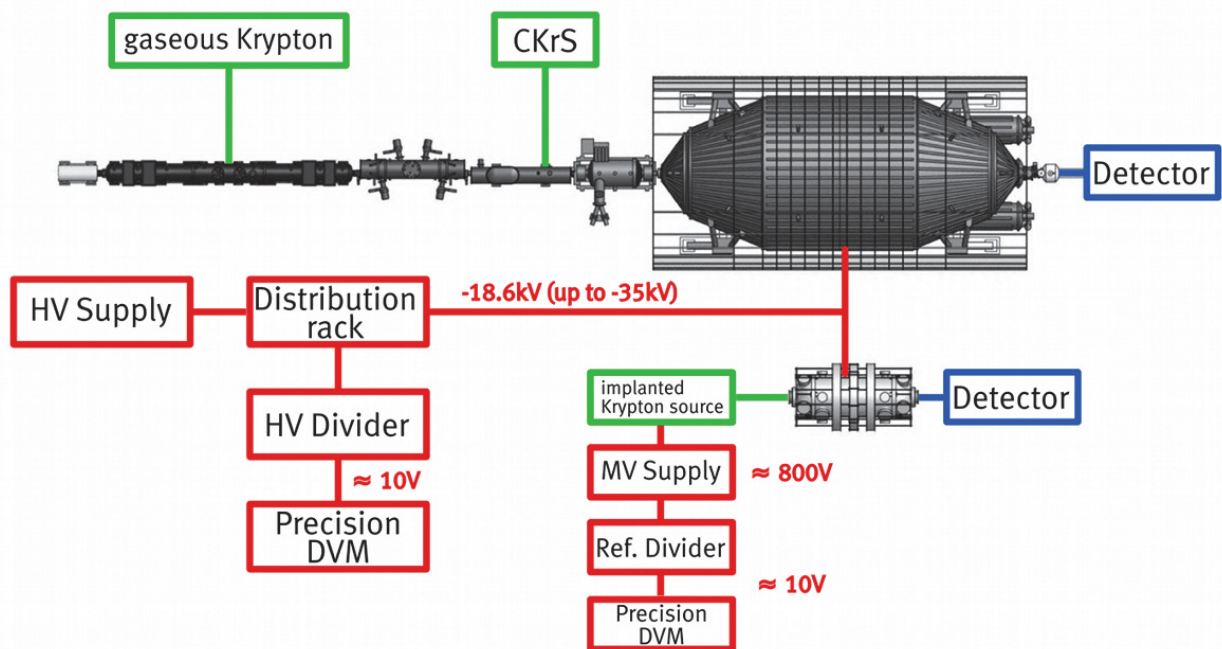 gaseous Krypton
CKrS
Detector
HV Supply
Distribution
rack
-18.6kV (up to -35kV)
implanted
Krypton source
Detector
HV Divider
MV Supply
≈ 800V
≈ 10V
Precision
DVM
Ref. Divider
≈ 10V
Precision
DVM